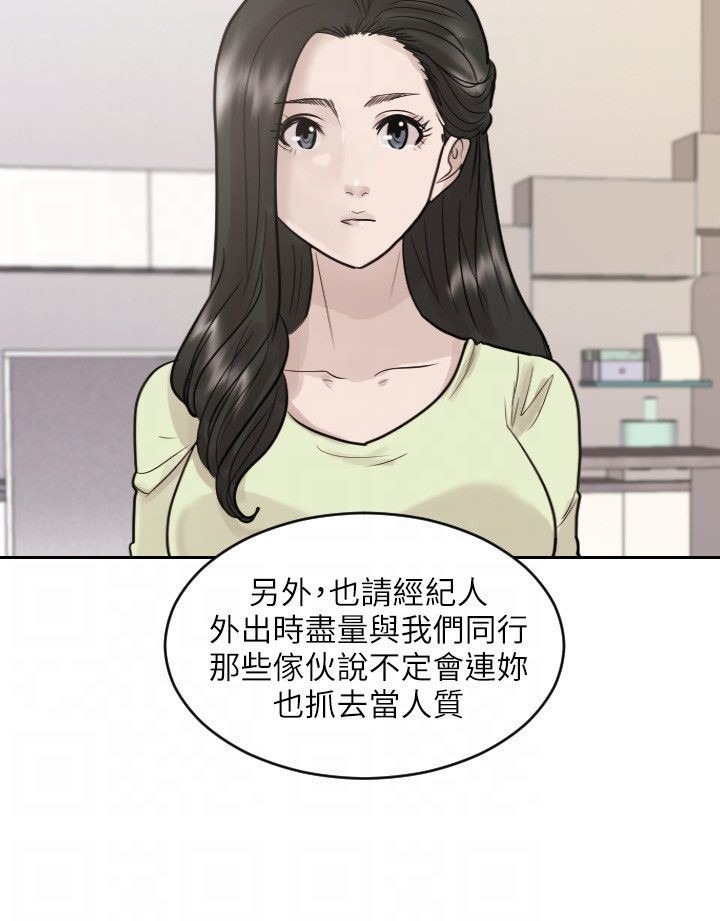 另外，也請經紀人
外出時盡量與我們同行
那些傢伙說不定會連妳
也抓去當人質